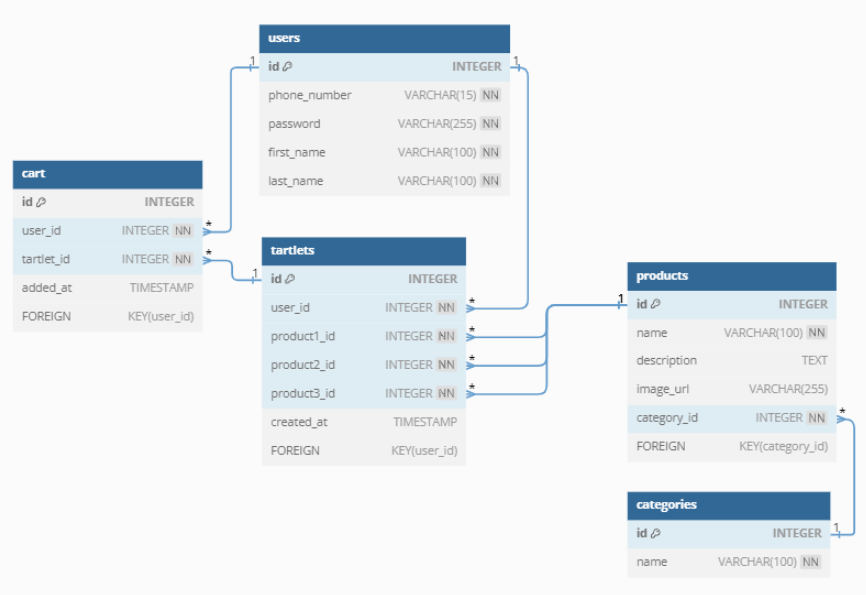 users
1
id INTEGER
1
phone_number VARCHAR(15) NN
password VARCHAR(255) NN
first_name VARCHAR(100) NN
last_name VARCHAR(100) NN
cart
id INTEGER
user_id INTEGER NN
*
tartlet_id INTEGER NN
*
added_at TIMESTAMP
FOREIGN KEY(user_id)
tartlets
1
id INTEGER
user_id INTEGER NN
*
product1_id INTEGER NN
*
product2_id INTEGER NN
*
product3_id INTEGER NN
*
created_at TIMESTAMP
FOREIGN KEY(user_id)
products
1
id INTEGER
name VARCHAR(100) NN
description TEXT
image_url VARCHAR(255)
category_id INTEGER NN
*
FOREIGN KEY(category_id)
categories
id INTEGER
1
name VARCHAR(100) NN